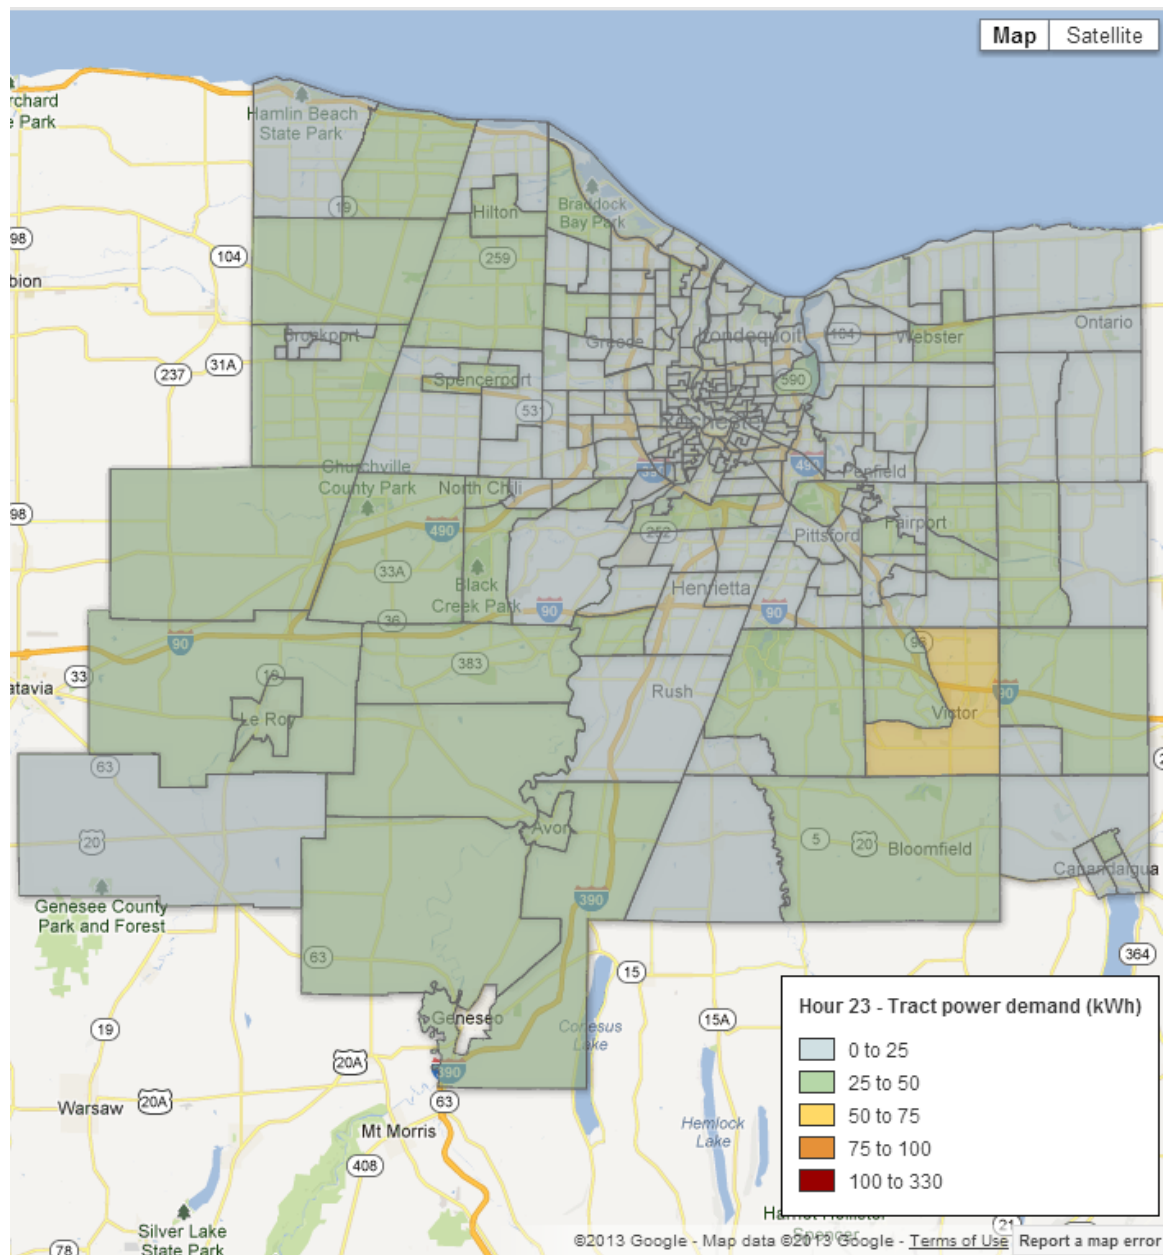 Map Satellite
rchard
e Park
Hamlin Beach
State Park
19
Hilton
Braddock
Bay Park
98
104
259
bion
Ontario
Brockport
Greece
Irondequoit
104
Webster
31A
237
Spencerport
590
531
Rochester
Churchville
County Park
North Chili
390
490
Penfield
98
490
252
Pittsford
Fairport
33A
Black
Creek Park
Henrietta
90
90
36
90
383
96
33
atavia
19
Le Roy
Rush
90
Victor
63
2
20
Avon
5
20
Bloomfield
Canandaigua
Genesee County
Park and Forest
390
63
15
364
Geneseo
Conesus
Lake
19
15A
20A
390
Warsaw
20A
63
Mt Morris
Hemlock
Lake
408
Silver Lake
State Park
78
Hour 23 - Tract power demand (kWh)
0 to 25
25 to 50
50 to 75
75 to 100
100 to 330
21
©2013 Google - Map data ©2013 Google - Terms of Use Report a map error